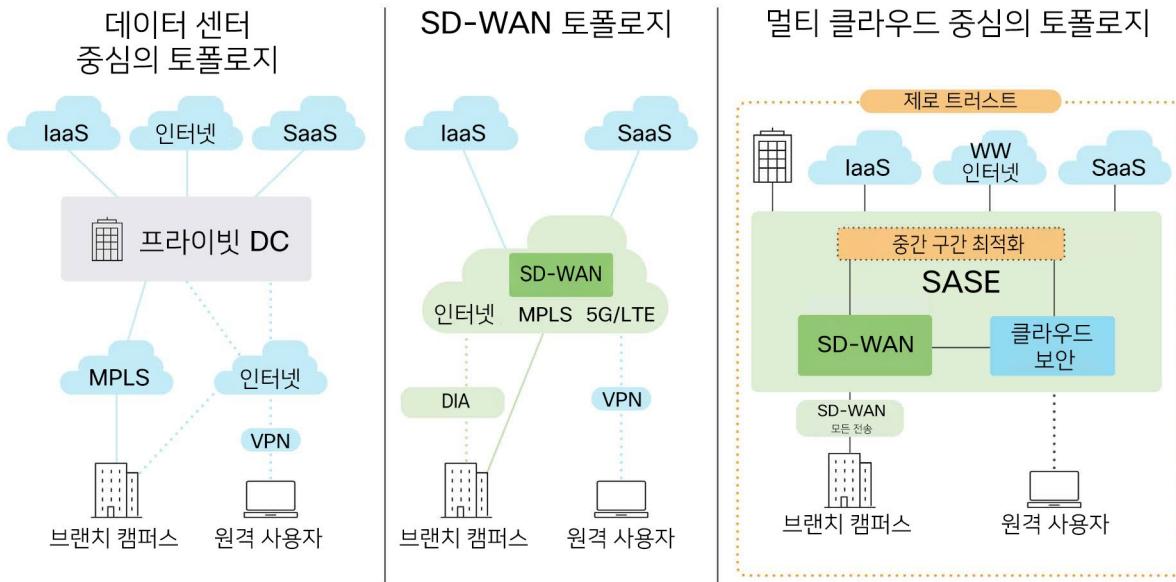 데이터 센터
중심의 토폴로지
IaaS
인터넷
SaaS
프라이빗 DC
MPLS
인터넷
VPN
브랜치 캠퍼스
원격 사용자
SD-WAN 토폴로지
IaaS
SaaS
SD-WAN
인터넷 MPLS 5G/LTE
DIA
VPN
브랜치 캠퍼스
원격 사용자
멀티 클라우드 중심의 토폴로지
제로 트러스트
IaaS
WW
인터넷
SaaS
중간 구간 최적화
SASE
SD-WAN
클라우드
보안
SD-WAN
모든 전송
브랜치 캠퍼스
원격 사용자